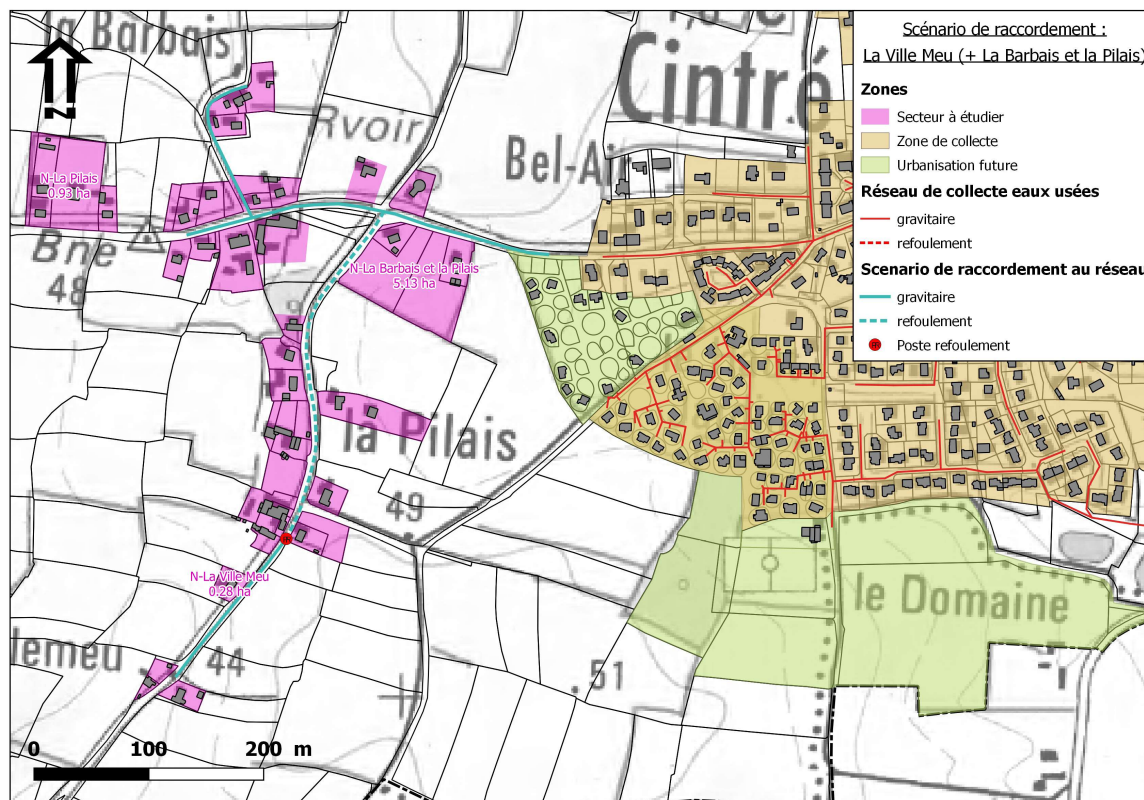 Scénario de raccordement :
La Ville Meu (+ La Barbais et la Pilais)
Zones
Secteur à étudier
Zone de collecte
Urbanisation future
Réseau de collecte eaux usées
gravitaire
refoulement
Scenario de raccordement au réseau
gravitaire
refoulement
Poste refoulement
la Barbais
N
Cintré
Rvoir
Bel-Air
N-La Pilais
0.93 ha
Bne
48
N-La Barbais et la Pilais
5.13 ha
la Pilais
49
N-La Ville Meu
0.28 ha
lemeu
44
51
le Domaine
0 100 200 m